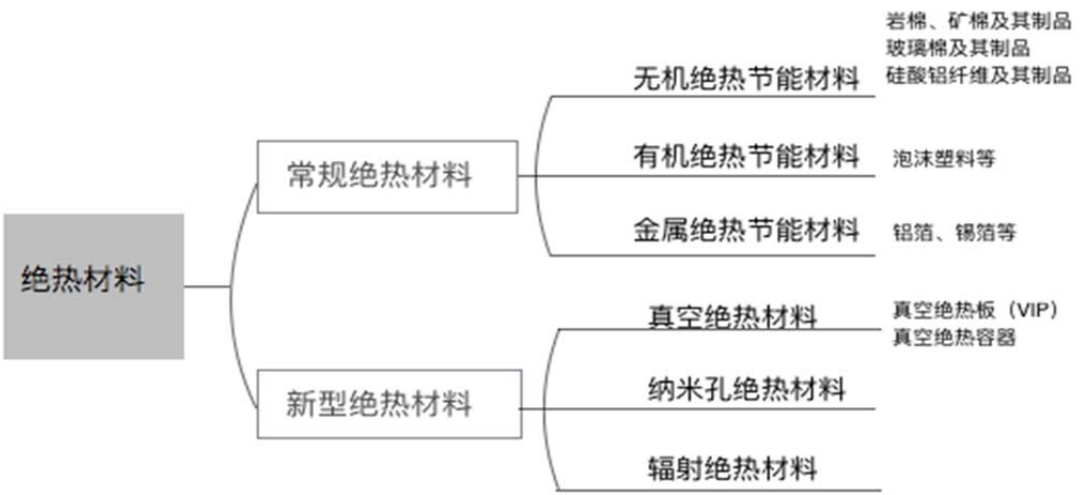 绝热材料
常规绝热材料
无机绝热节能材料
岩棉、矿棉及其制品
玻璃棉及其制品
硅酸铝纤维及其制品
有机绝热节能材料
泡沫塑料等
金属绝热节能材料
铝箔、锡箔等
新型绝热材料
真空绝热材料
真空绝热板（VIP）
真空绝热容器
纳米孔绝热材料
辐射绝热材料